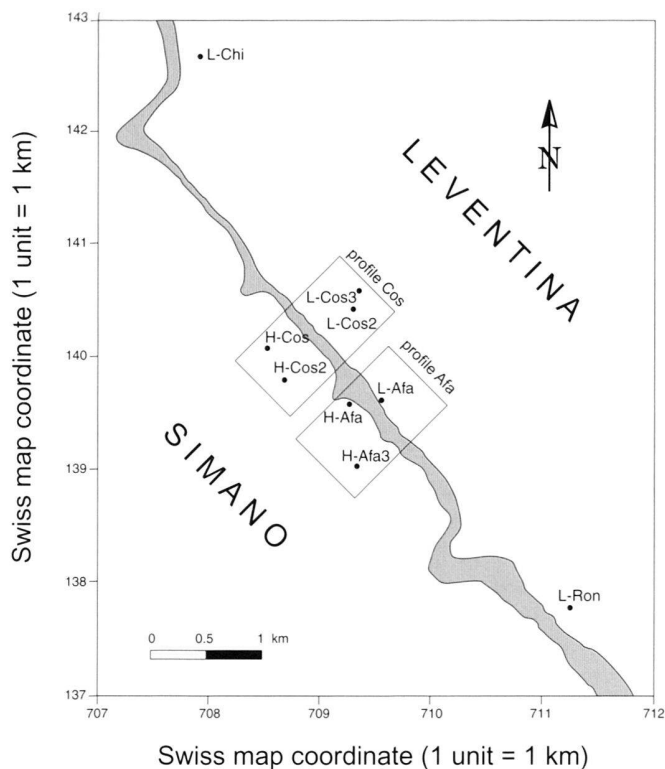 143
L-Chi
142
LEVENTINA
N
141
profile Cos
L-Cos3
L-Cos2
H-Cos
140
H-Cos2
profile Afa
L-Afa
H-Afa
H-Afa3
139
SIMANO
138
L-Ron
0 0.5 1 km
137
707 708 709 710 711 712
Swiss map coordinate (1 unit = 1 km)
Swiss map coordinate (1 unit = 1 km)